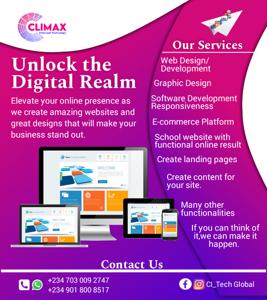 CLIMAX
Unlock the
Digital Realm
Elevate your online presence as
we create amazing websites and
great designs that will make your
business stand out.
Our Services
Web Design/
Development
Graphic Design
Software Development
Responsiveness
E-commerce Platform
School website with
functional online result
Create landing pages
Create content for
your site.
Many other
functionalities
If you can think of
it,we can make it
happen.
Contact Us
+234 703 009 2747
+234 901 800 8517
Cl_Tech Global